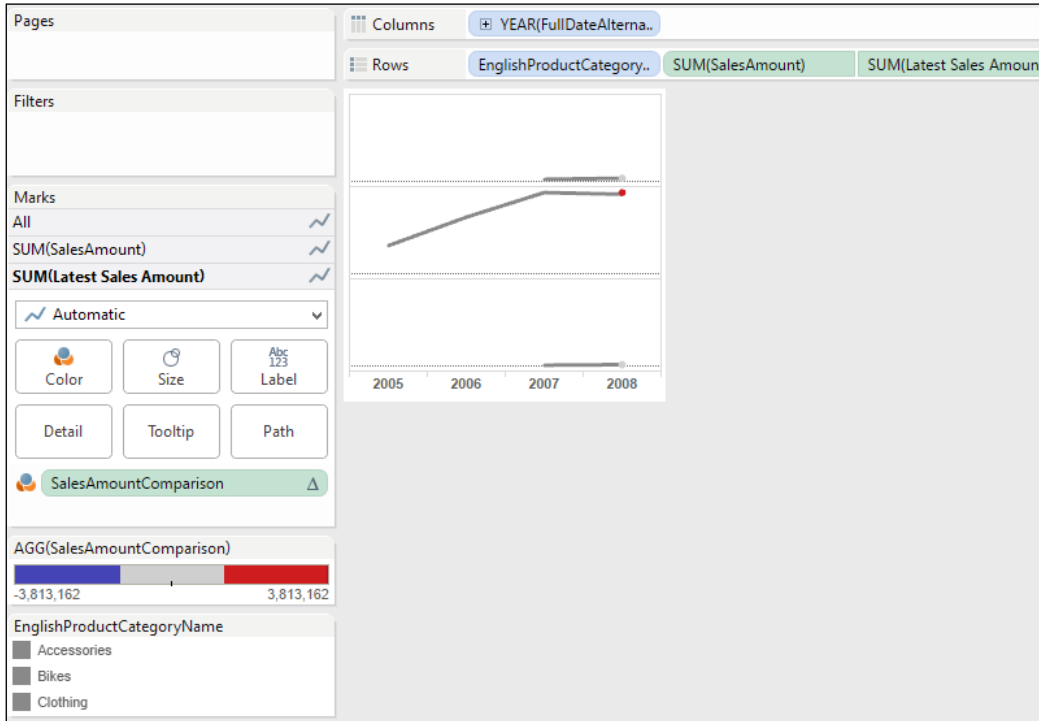 Pages
Columns
YEAR(FullDateAlterna..
Rows
EnglishProductCategory..
SUM(SalesAmount)
SUM(Latest Sales Amoun
Filters
Marks
All
SUM(SalesAmount)
SUM(Latest Sales Amount)
Automatic
Color
Size
Abc
123
Label
Detail
Tooltip
Path
SalesAmountComparison Δ
AGG(SalesAmountComparison)
-3,813,162 3,813,162
EnglishProductCategoryName
Accessories
Bikes
Clothing
2005 2006 2007 2008